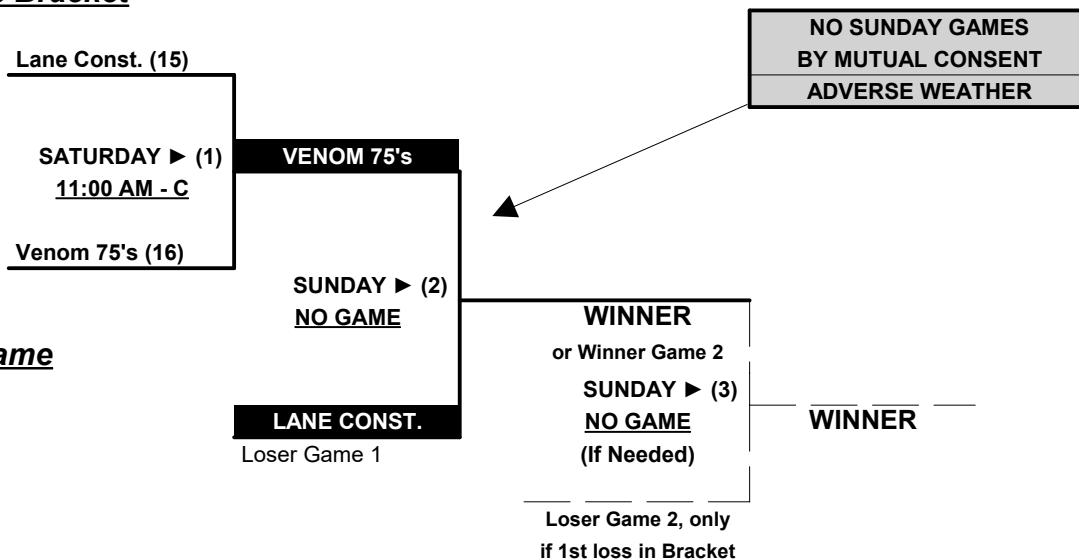 Bracket
NO SUNDAY GAMES
BY MUTUAL CONSENT
ADVERSE WEATHER
Lane Const. (15)
SATURDAY ► (1)
11:00 AM - C
VENOM 75's
Venom 75's (16)
SUNDAY ► (2)
NO GAME
WINNER
or Winner Game 2
SUNDAY ► (3)
NO GAME
(If Needed)
WINNER
LANE CONST.
Loser Game 1
Loser Game 2, only
if 1st loss in Bracket